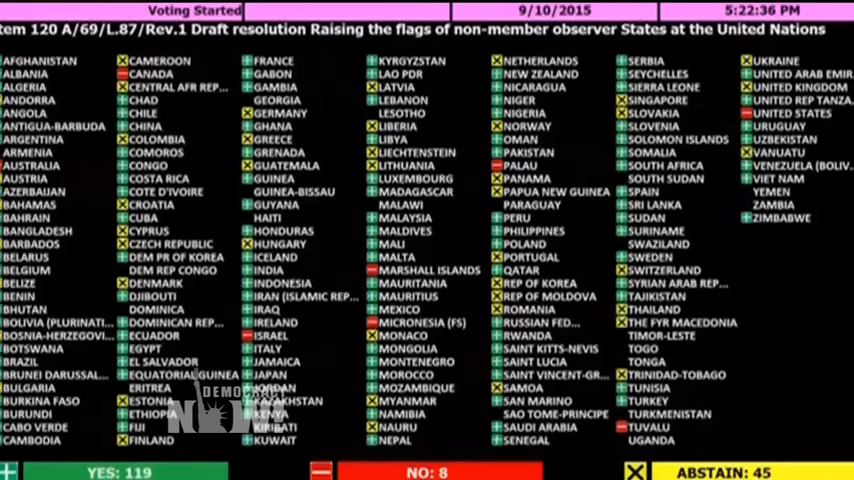 Voting Started 9/10/2015 5:22:36 PM
tem 120 A/69/L.87/Rev.1 Draft resolution Raising the flags of non-member observer States at the United Nations
AFGHANISTAN
ALBANIA
ALGERIA
ANDORRA
ANGOLA
ANTIGUA-BARBUDA
ARGENTINA
ARMENIA
AUSTRALIA
AUSTRIA
AZERBAIJAN
BAHAMAS
BAHRAIN
BANGLADESH
BARBADOS
BELARUS
BELGIUM
BELIZE
BENIN
BHUTAN
BOLIVIA (PLURINATI...
BOSNIA-HERZEGOVI...
BOTSWANA
BRAZIL
BRUNEI DARUSSAL...
BULGARIA
BURKINA FASO
BURUNDI
CABO VERDE
CAMBODIA
CAMEROON
CANADA
CENTRAL AFR REP...
CHAD
CHILE
CHINA
COLOMBIA
COMOROS
CONGO
COSTA RICA
COTE D'IVOIRE
CROATIA
CUBA
CYPRUS
CZECH REPUBLIC
DEM PR OF KOREA
DEM REP CONGO
DENMARK
DJIBOUTI
DOMINICA
DOMINICAN REP...
ECUADOR
EGYPT
EL SALVADOR
EQUATORIAL GUINEA
ERITREA
ESTONIA
ETHIOPIA
FIJI
FINLAND
FRANCE
GABON
GAMBIA
GEORGIA
GERMANY
GHANA
GREECE
GRENADA
GUATEMALA
GUINEA
GUINEA-BISSAU
GUYANA
HAITI
HONDURAS
HUNGARY
ICELAND
INDIA
INDONESIA
IRAN (ISLAMIC REP...
IRAQ
IRELAND
ISRAEL
ITALY
JAMAICA
JAPAN
JORDAN
KAZAKHSTAN
KENYA
KIRIBATI
KUWAIT
KYRGYZSTAN
LAO PDR
LATVIA
LEBANON
LESOTHO
LIBERIA
LIBYA
LIECHTENSTEIN
LITHUANIA
LUXEMBOURG
MADAGASCAR
MALAWI
MALAYSIA
MALDIVES
MALI
MALTA
MARSHALL ISLANDS
MAURITANIA
MAURITIUS
MEXICO
MICRONESIA (FS)
MONACO
MONGOLIA
MONTENEGRO
MOROCCO
MOZAMBIQUE
MYANMAR
NAMIBIA
NAURU
NEPAL
NETHERLANDS
NEW ZEALAND
NICARAGUA
NIGER
NIGERIA
NORWAY
OMAN
PAKISTAN
PALAU
PANAMA
PAPUA NEW GUINEA
PARAGUAY
PERU
PHILIPPINES
POLAND
PORTUGAL
QATAR
REP OF KOREA
REP OF MOLDOVA
ROMANIA
RUSSIAN FED...
RWANDA
SAINT KITTS-NEVIS
SAINT LUCIA
SAINT VINCENT-GR...
SAMOA
SAN MARINO
SAO TOME-PRINCIPE
SAUDI ARABIA
SENEGAL
SERBIA
SEYCHELLES
SIERRA LEONE
SINGAPORE
SLOVAKIA
SLOVENIA
SOLOMON ISLANDS
SOMALIA
SOUTH AFRICA
SOUTH SUDAN
SPAIN
SRI LANKA
SUDAN
SURINAME
SWAZILAND
SWEDEN
SWITZERLAND
SYRIAN ARAB REP...
TAJIKISTAN
THAILAND
THE FYR MACEDONIA
TIMOR-LESTE
TOGO
TONGA
TRINIDAD-TOBAGO
TUNISIA
TURKEY
TURKMENISTAN
TUVALU
UGANDA
UKRAINE
UNITED ARAB EMIR
UNITED KINGDOM
UNITED REP TANZA..
UNITED STATES
URUGUAY
UZBEKISTAN
VANUATU
VENEZUELA (BOLIV..
VIET NAM
YEMEN
ZAMBIA
ZIMBABWE
DEMOCRACY
NOW!
YES: 119 NO: 8 ABSTAIN: 45